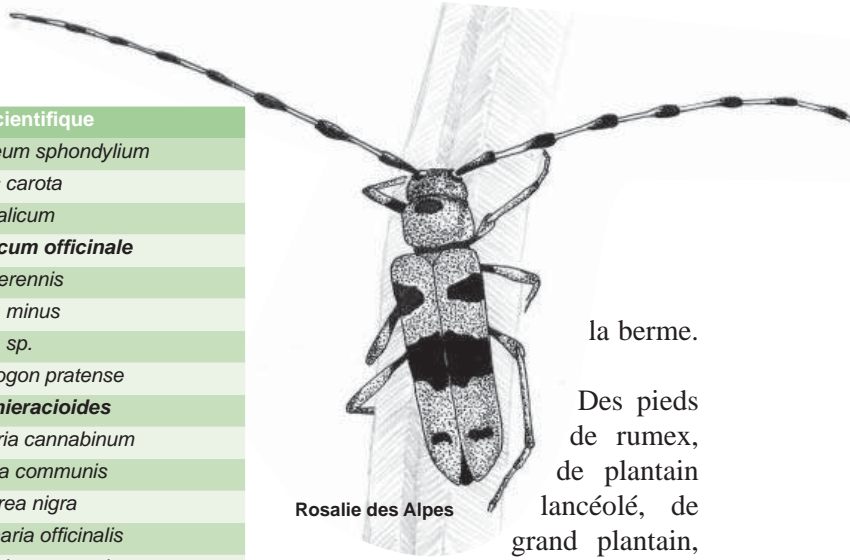 cientifique
eum sphondylium
carota
alicum
cum officinale
erennis
minus
sp.
ogon pratense
hieracioides
ria cannabinum
a communis
rea nigra
aria officinalis
Rosalie des Alpes
la berme.
Des pieds
de rumex,
de plantain
lancéolé, de
grand plantain,